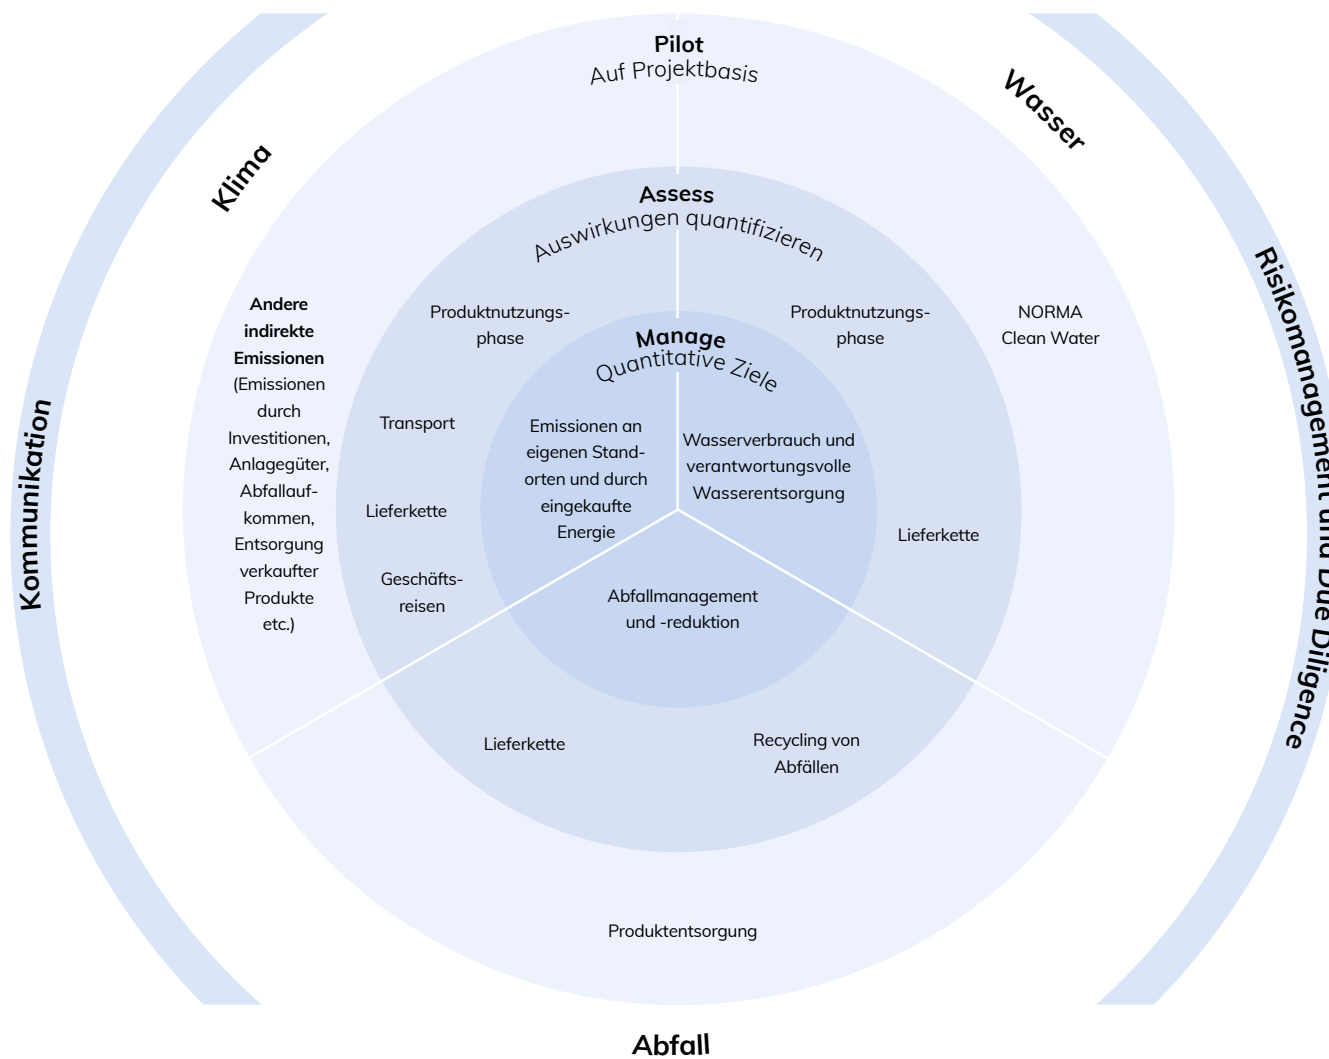 Pilot
Auf Projektbasis
Wasser
Klima
Assess
Auswirkungen quantifizieren
Risikomanagement und Due Diligence
Kommunikation
Andere
indirekte
Emissionen
(Emissionen
durch
Investitionen,
Anlagegüter,
Abfallauf-
kommen,
Entsorgung
verkaufter
Produkte
etc.)
Produktnutzungs-
phase
Transport
Lieferkette
Geschäfts-
reisen
Produktnutzungs-
phase
Lieferkette
NORMA
Clean Water
Manage
Quantitative Ziele
Emissionen an
eigenen Stand-
orten und durch
eingekaufte
Energie
Wasserverbrauch und
verantwortungsvolle
Wasserentsorgung
Abfallmanagement
und -reduktion
Lieferkette
Recycling von
Abfällen
Produktentsorgung
Abfall